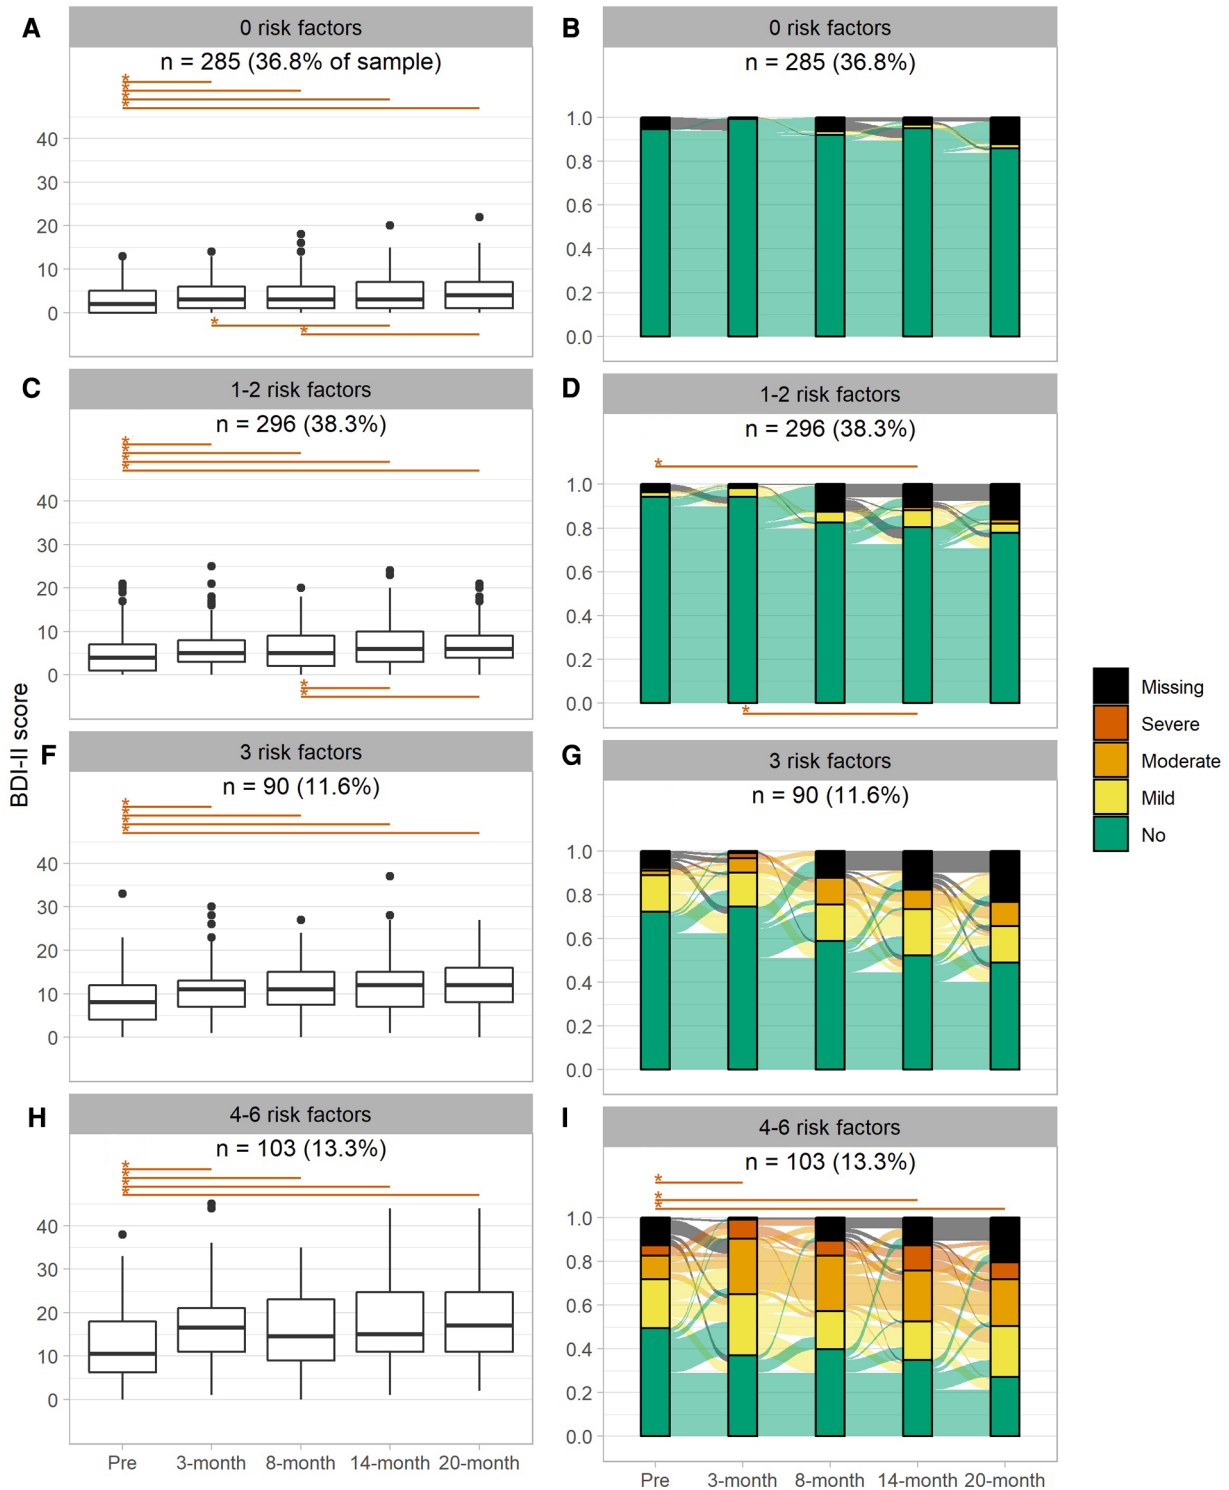 A
0 risk factors
n = 285 (36.8% of sample)
*
*
*
*
40
30
20
10
0
*
*
B
0 risk factors
n = 285 (36.8%)
1.0
0.8
0.6
0.4
0.2
0.0
C
1-2 risk factors
n = 296 (38.3%)
*
*
*
*
40
30
20
10
0
*
*
D
1-2 risk factors
n = 296 (38.3%)
*
1.0
0.8
0.6
0.4
0.2
0.0
*
BDI-II score
F
3 risk factors
n = 90 (11.6%)
*
*
*
*
40
30
20
10
0
G
3 risk factors
n = 90 (11.6%)
1.0
0.8
0.6
0.4
0.2
0.0
Missing
Severe
Moderate
Mild
No
H
4-6 risk factors
n = 103 (13.3%)
*
*
*
*
40
30
20
10
0
Pre 3-month 8-month 14-month 20-month
I
4-6 risk factors
n = 103 (13.3%)
*
*
*
1.0
0.8
0.6
0.4
0.2
0.0
Pre 3-month 8-month 14-month 20-month